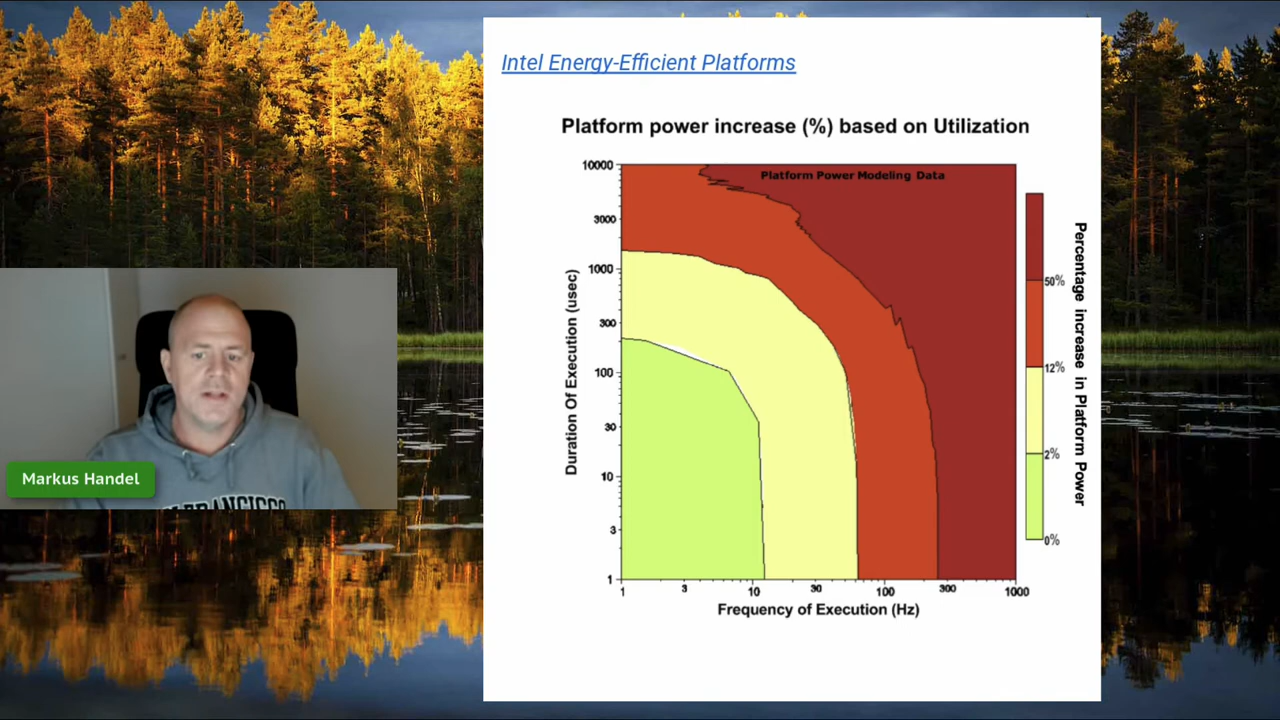 Intel Energy-Efficient Platforms
Platform power increase (%) based on Utilization
Platform Power Modeling Data
10000
3000
1000
300
100
30
10
3
1
Duration Of Execution (usec)
1
3
10
30
100
300
1000
Frequency of Execution (Hz)
50%
12%
2%
0%
Percentage increase in Platform Power
Markus Handel